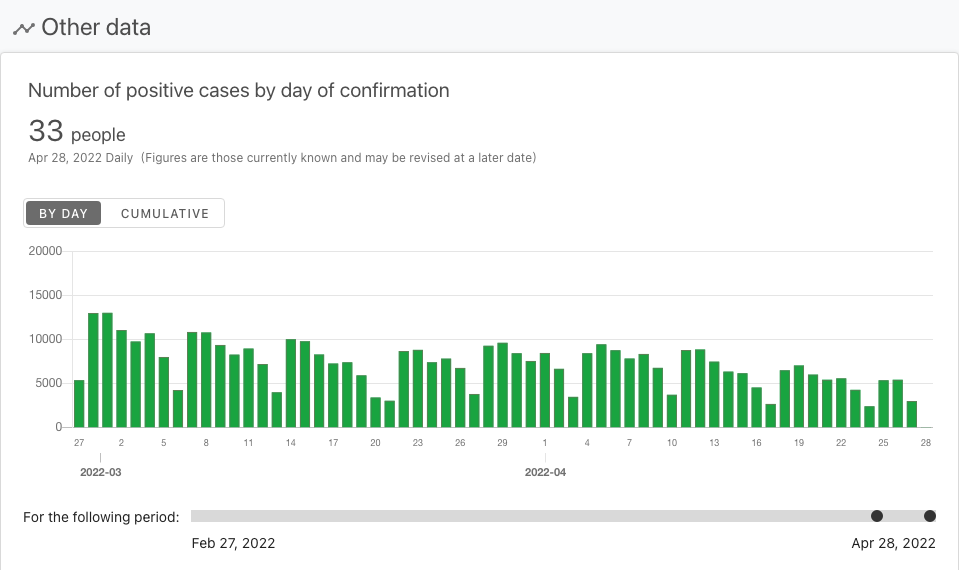 Other data
Number of positive cases by day of confirmation
33 people
Apr 28, 2022 Daily (Figures are those currently known and may be revised at a later date)
BY DAY CUMULATIVE
20000
15000
10000
5000
0
27 2 5 8 11 14 17 20 23 26 29 1 4 7 10 13 16 19 22 25 28
2022-03 2022-04
For the following period:
Feb 27, 2022 Apr 28, 2022